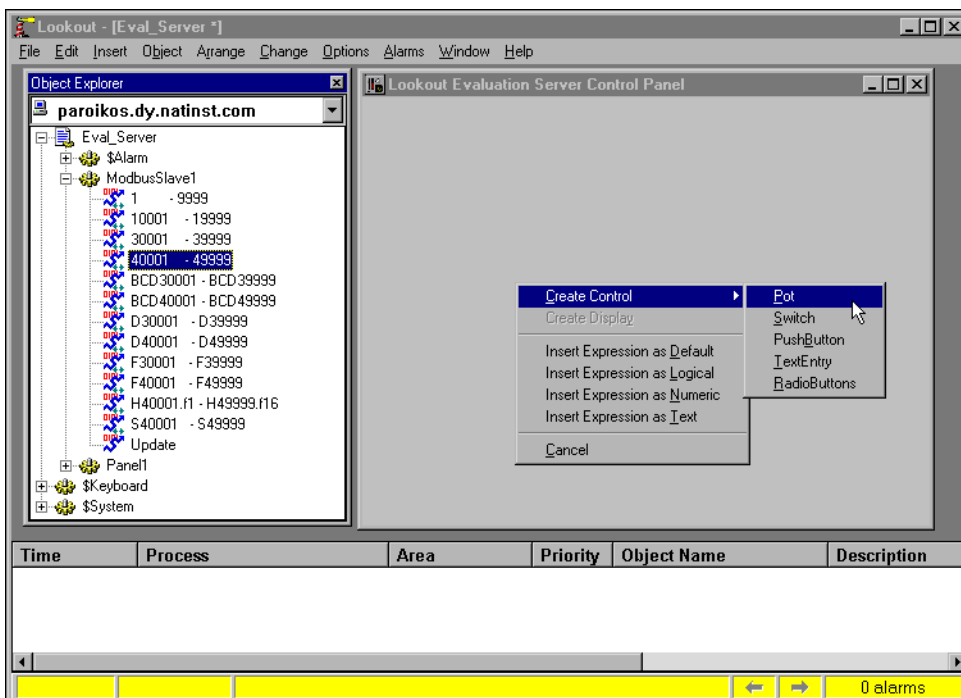 Lookout - [Eval_Server *]
File Edit Insert Object Arrange Change Options Alarms Window Help
Object Explorer
paroikos.dy.natinst.com
Eval_Server
$Alarm
ModbusSlave1
1 - 9999
10001 - 19999
30001 - 39999
40001 - 49999
BCD30001 - BCD39999
BCD40001 - BCD49999
D30001 - D39999
D40001 - D49999
F30001 - F39999
F40001 - F49999
H40001.f1 - H49999.f16
S40001 - S49999
Update
Panel1
$Keyboard
$System
Lookout Evaluation Server Control Panel
Create Control
Create Display
Insert Expression as Default
Insert Expression as Logical
Insert Expression as Numeric
Insert Expression as Text
Cancel
Pot
Switch
PushButton
TextEntry
RadioButtons
Time Process Area Priority Object Name Description
0 alarms